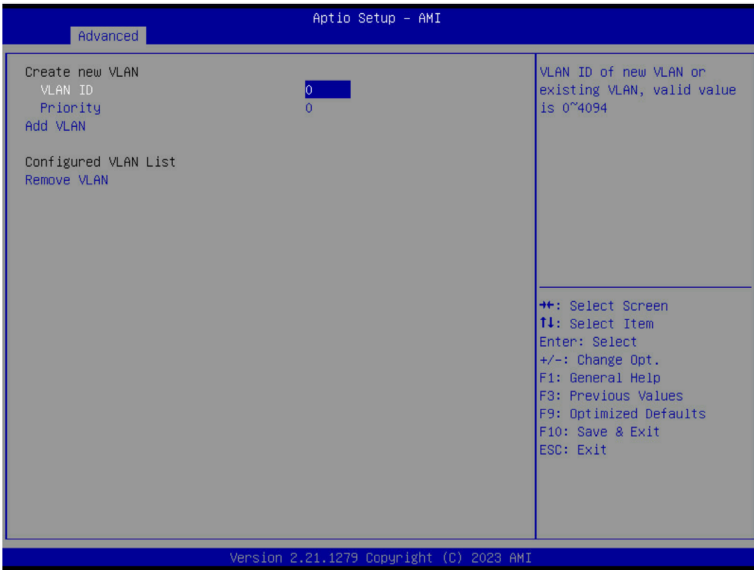 Aptio Setup – AMI
Advanced
Create new VLAN
VLAN ID 0
Priority 0
Add VLAN
Configured VLAN List
Remove VLAN
VLAN ID of new VLAN or
existing VLAN, valid value
is 0~4094
→←: Select Screen
↑↓: Select Item
Enter: Select
+/-: Change Opt.
F1: General Help
F3: Previous Values
F9: Optimized Defaults
F10: Save & Exit
ESC: Exit
Version 2.21.1279 Copyright (C) 2023 AMI